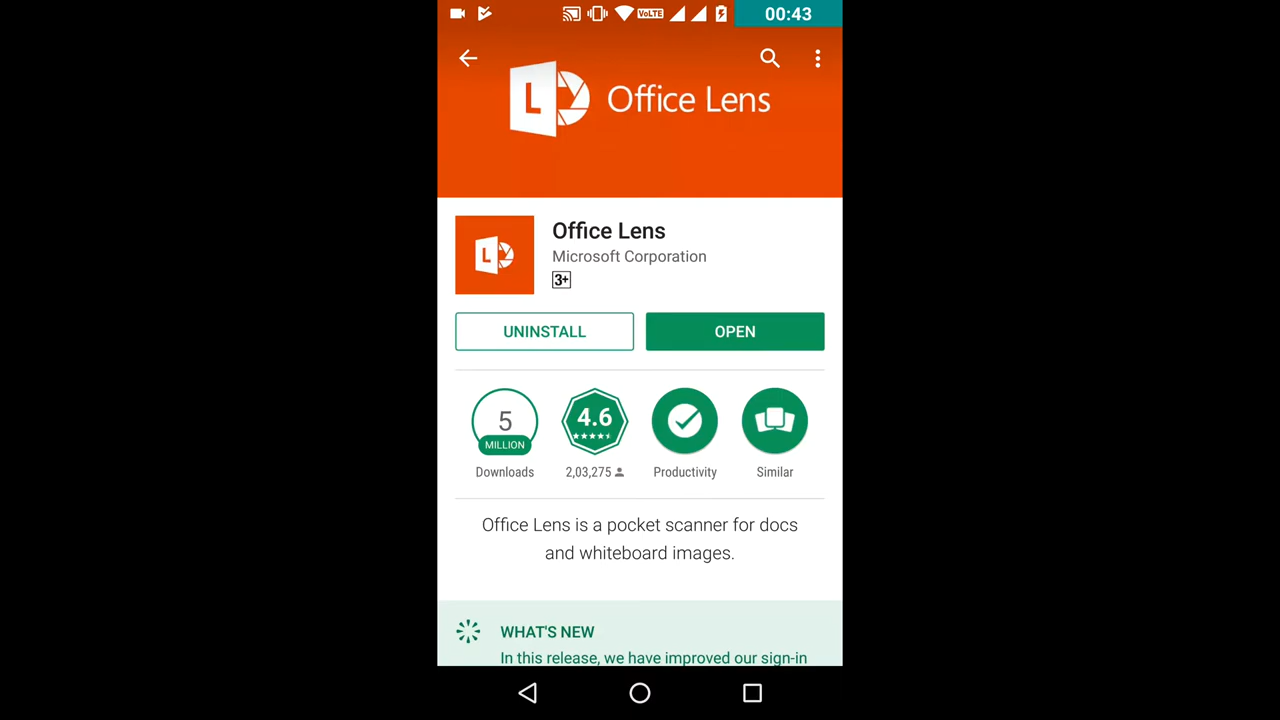 VoLTE 00:43
L Office Lens
L
Office Lens
Microsoft Corporation
3+
UNINSTALL OPEN
5 4.6
MILLION
Downloads 2,03,275 Productivity Similar
Office Lens is a pocket scanner for docs
and whiteboard images.
WHAT'S NEW
In this release, we have improved our sign-in